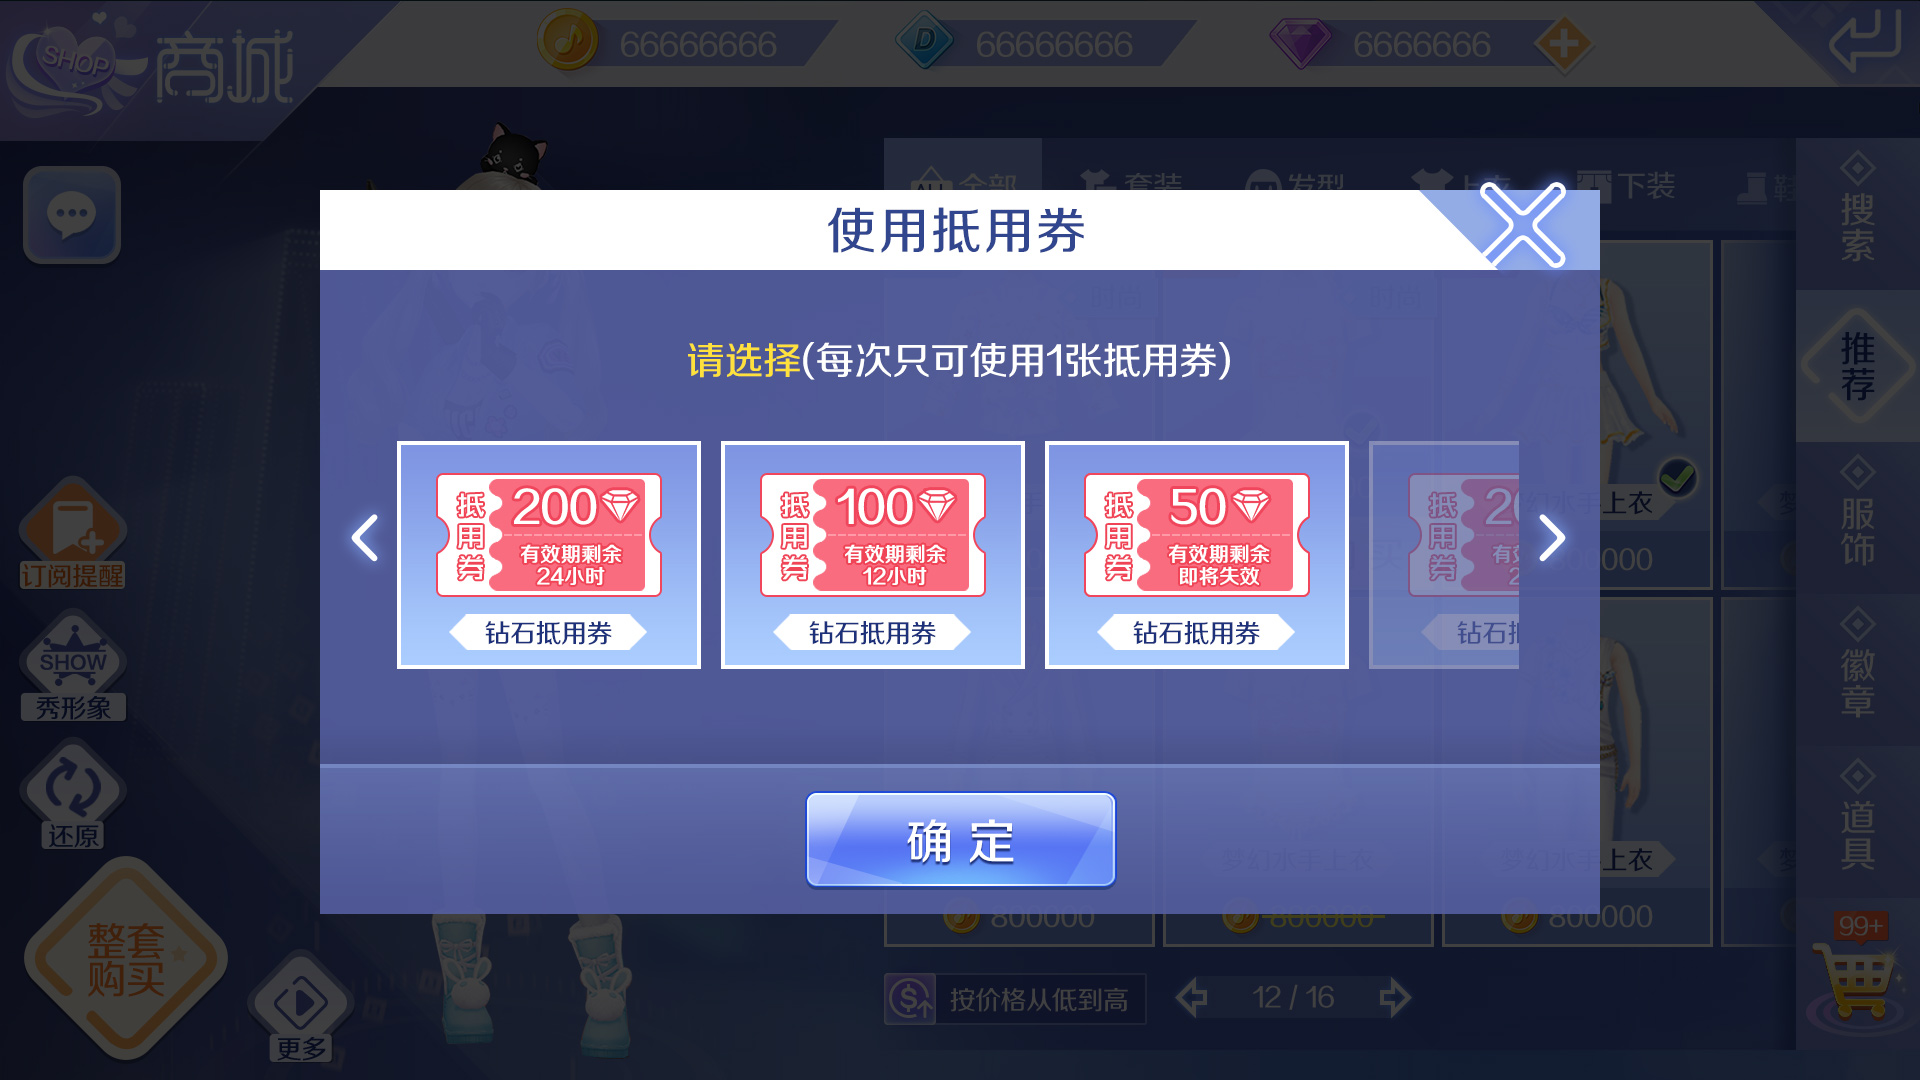 SHOP
商城
66666666
D
66666666
6666666
ALL 全部
套装
发型
上衣
下装
鞋
搜索
推荐
服饰
徽章
道具
99+
使用抵用券
请选择(每次只可使用1张抵用券)
抵用券
200
有效期剩余
24小时
钻石抵用券
抵用券
100
有效期剩余
12小时
钻石抵用券
抵用券
50
有效期剩余
即将失效
钻石抵用券
抵用券
20
有效
2
钻石抵
确定
订阅提醒
SHOW
秀形象
还原
整套
购买
更多
梦幻水手上衣
梦幻水手上衣
梦幻水手上衣
800000
800000
800000
按价格从低到高
12 / 16